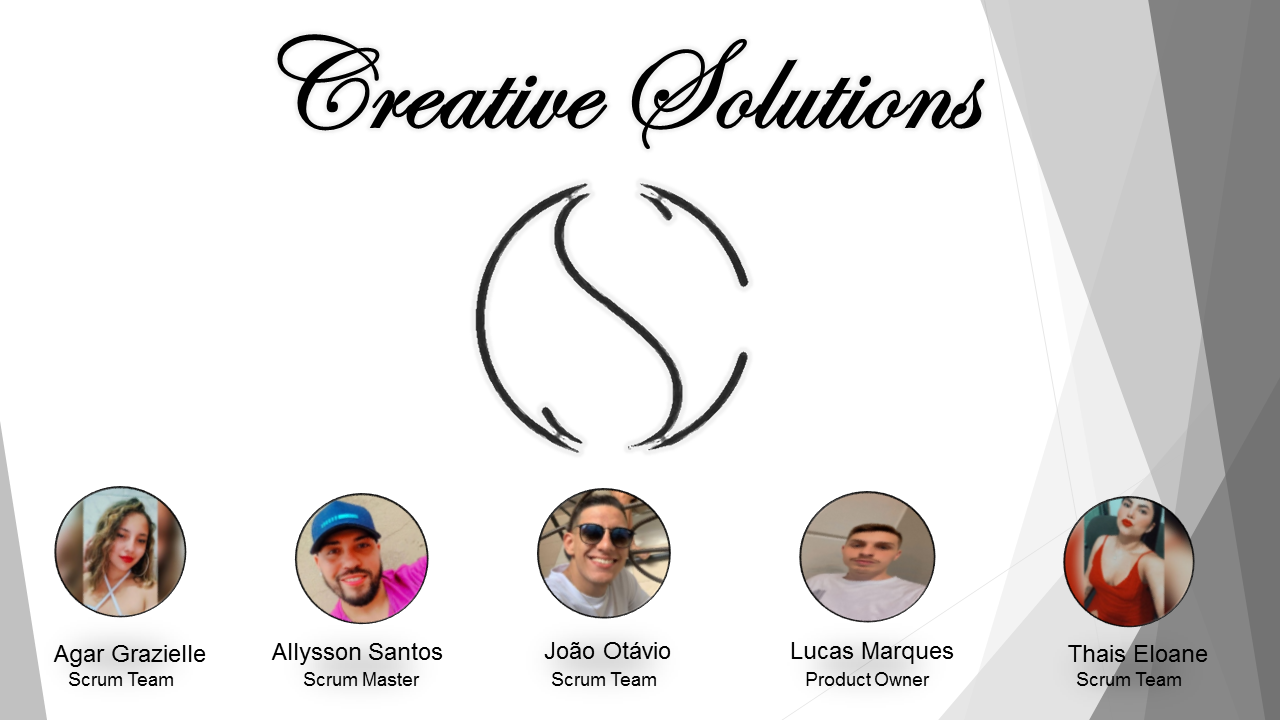 Creative Solutions
Agar Grazielle
Scrum Team
Allysson Santos
Scrum Master
João Otávio
Scrum Team
Lucas Marques
Product Owner
Thais Eloane
Scrum Team